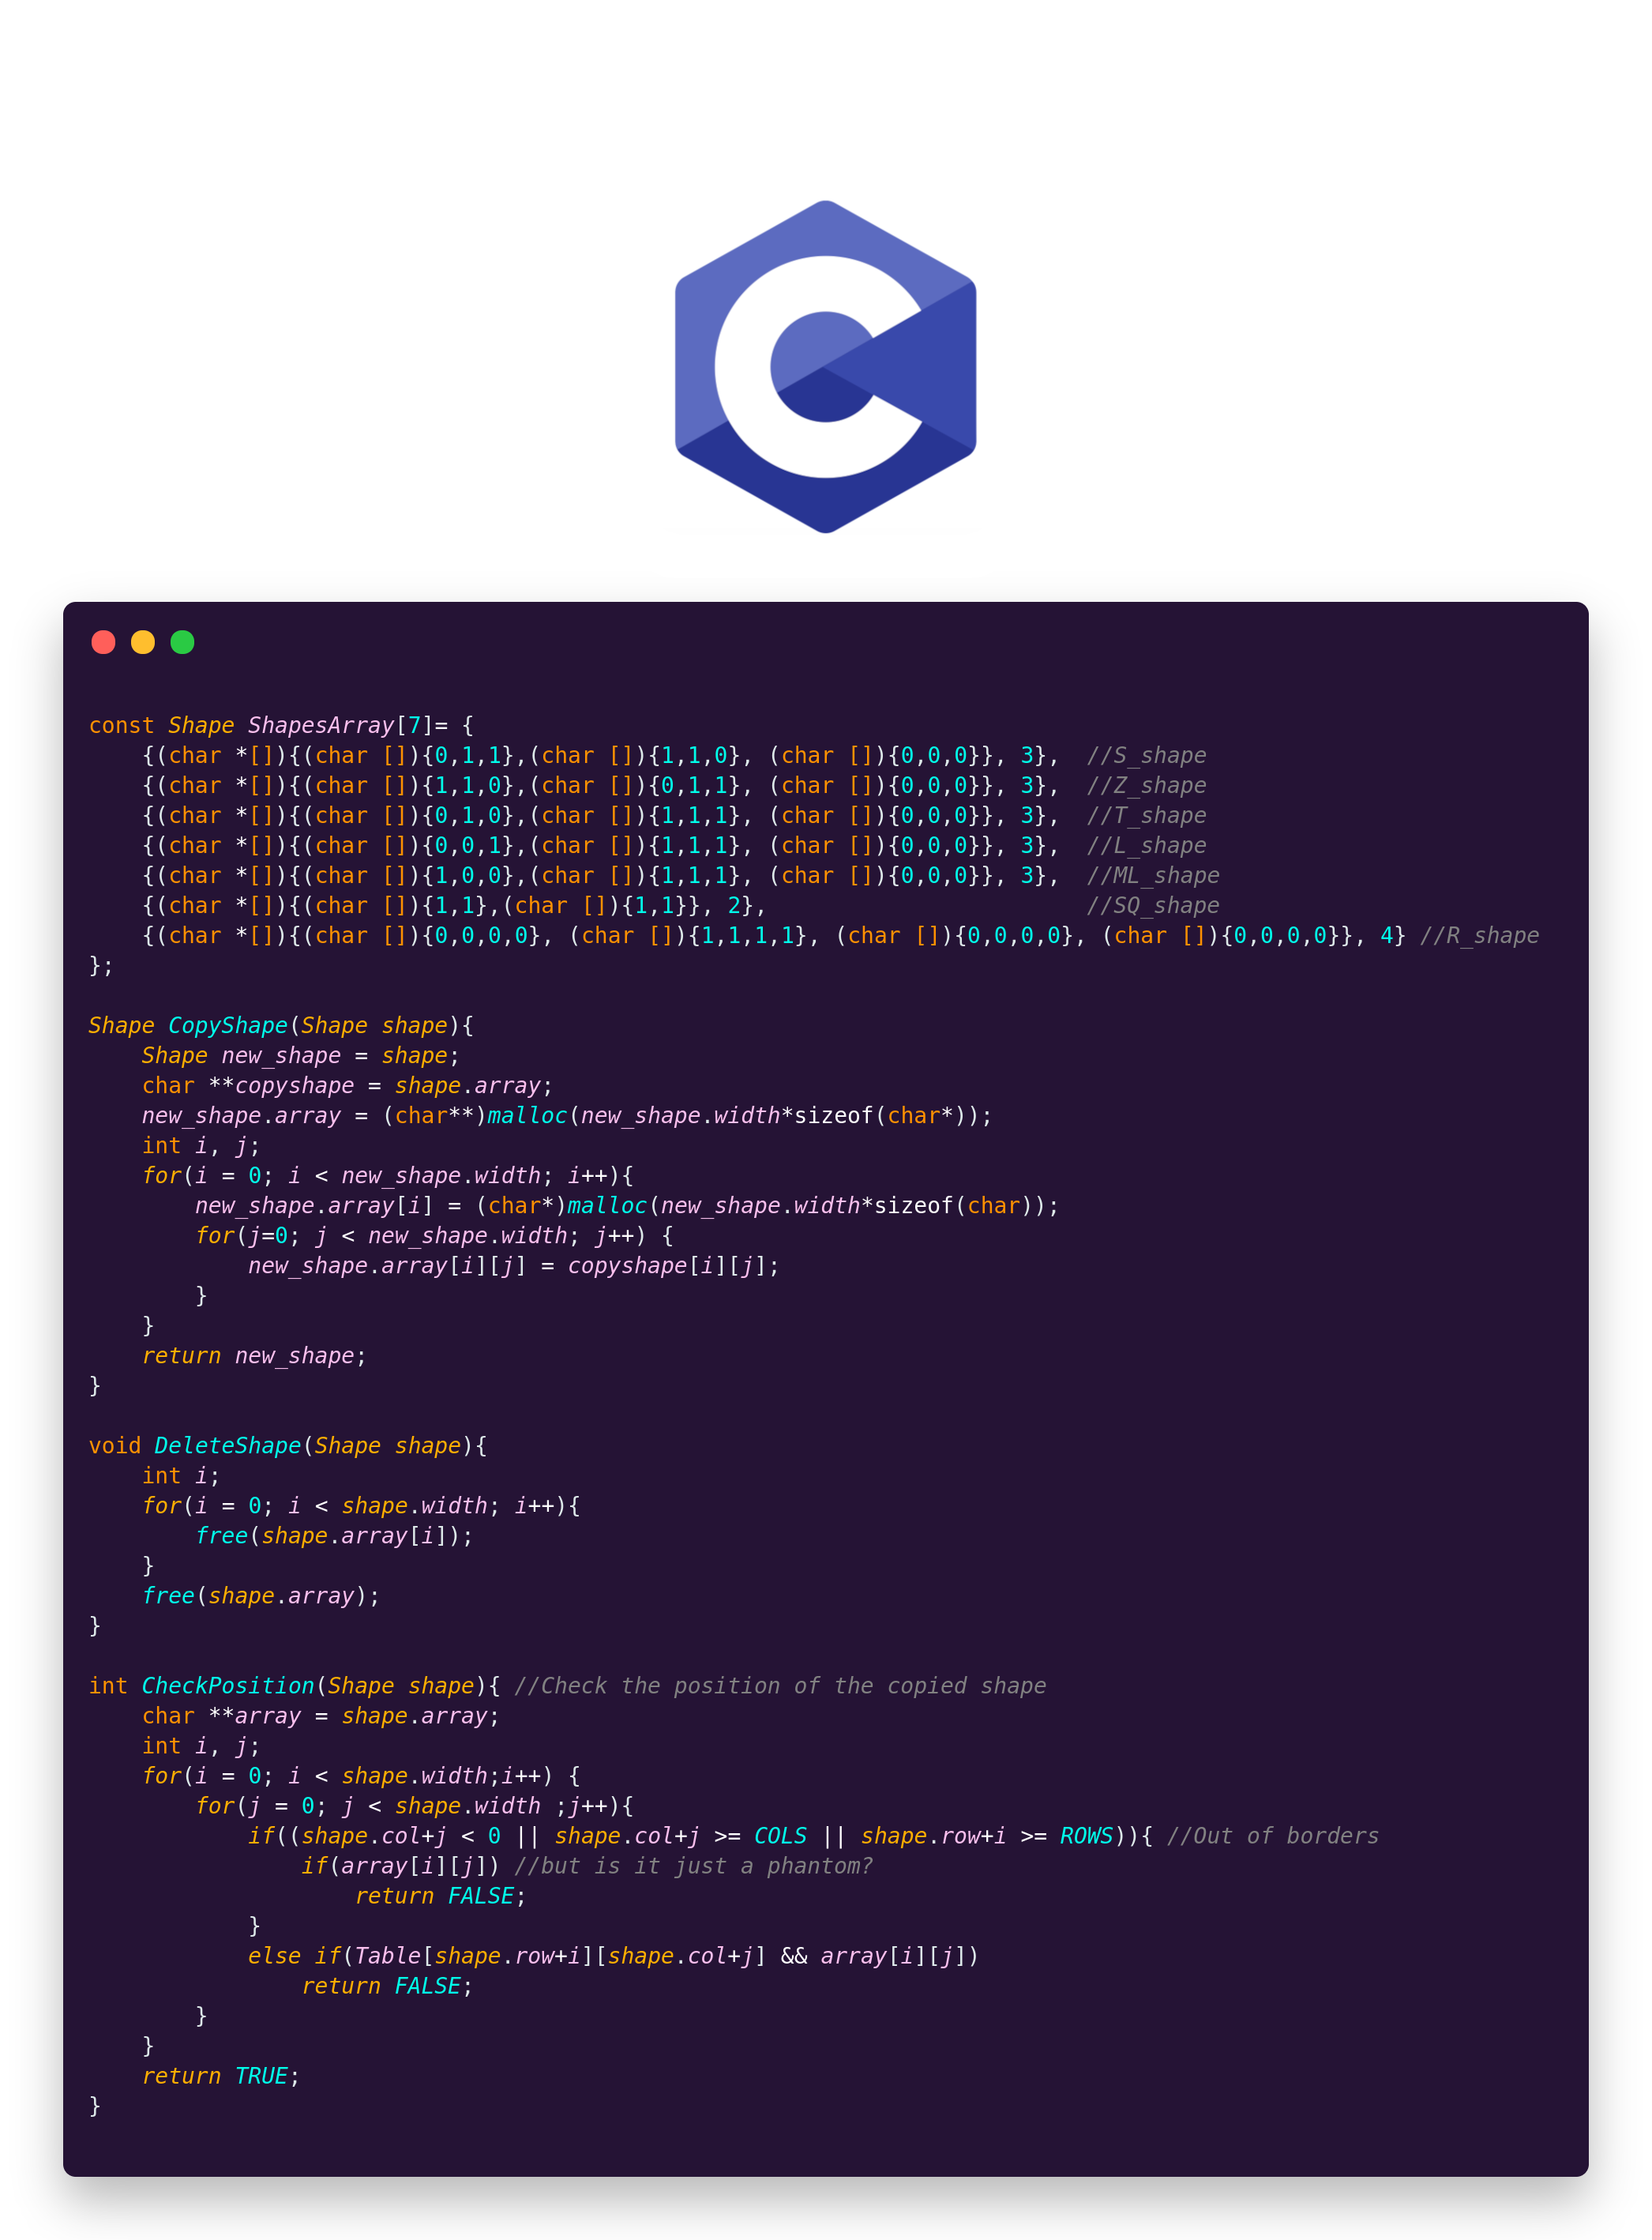 C
const Shape ShapesArray[7]= {
    {(char *[]){(char []){0,1,1},(char []){1,1,0}, (char []){0,0,0}}, 3},  //S_shape
    {(char *[]){(char []){1,1,0},(char []){0,1,1}, (char []){0,0,0}}, 3},  //Z_shape
    {(char *[]){(char []){0,1,0},(char []){1,1,1}, (char []){0,0,0}}, 3},  //T_shape
    {(char *[]){(char []){0,0,1},(char []){1,1,1}, (char []){0,0,0}}, 3},  //L_shape
    {(char *[]){(char []){1,0,0},(char []){1,1,1}, (char []){0,0,0}}, 3},  //ML_shape
    {(char *[]){(char []){1,1},(char []){1,1}}, 2},                        //SQ_shape
    {(char *[]){(char []){0,0,0,0}, (char []){1,1,1,1}, (char []){0,0,0,0}, (char []){0,0,0,0}}, 4} //R_shape
};
Shape CopyShape(Shape shape){
    Shape new_shape = shape;
    char **copyshape = shape.array;
    new_shape.array = (char**)malloc(new_shape.width*sizeof(char*));
    int i, j;
    for(i = 0; i < new_shape.width; i++){
        new_shape.array[i] = (char*)malloc(new_shape.width*sizeof(char));
        for(j=0; j < new_shape.width; j++) {
            new_shape.array[i][j] = copyshape[i][j];
        }
    }
    return new_shape;
}
void DeleteShape(Shape shape){
    int i;
    for(i = 0; i < shape.width; i++){
        free(shape.array[i]);
    }
    free(shape.array);
}
int CheckPosition(Shape shape){ //Check the position of the copied shape
    char **array = shape.array;
    int i, j;
    for(i = 0; i < shape.width;i++) {
        for(j = 0; j < shape.width ;j++){
            if((shape.col+j < 0 || shape.col+j >= COLS || shape.row+i >= ROWS)){ //Out of borders
                if(array[i][j]) //but is it just a phantom?
                    return FALSE;
            }
            else if(Table[shape.row+i][shape.col+j] && array[i][j])
                return FALSE;
        }
    }
    return TRUE;
}